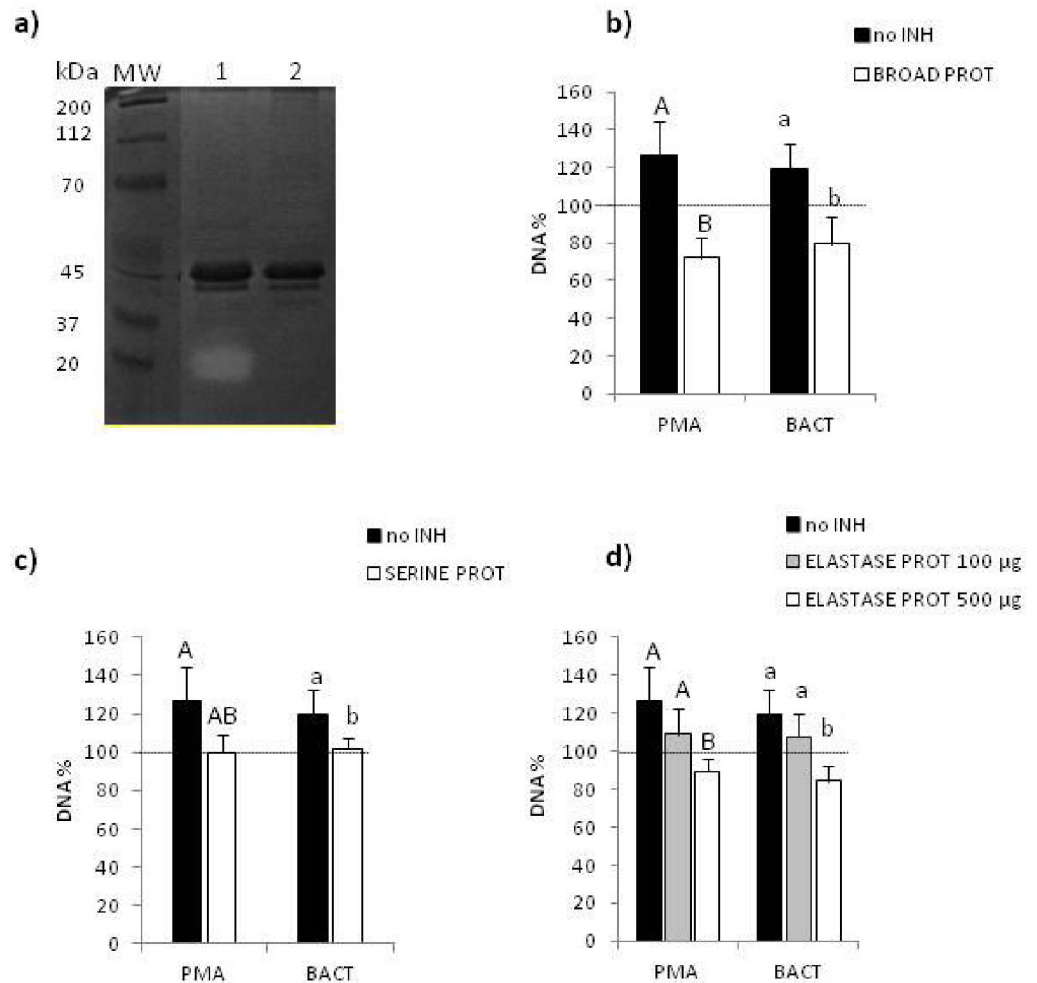 a)
kDa MW 1 2
200
112
70
45
37
20
b)
no INH
BROAD PROT
160
140
120
100
80
60
40
20
0
DNA %
A
B
a
b
PMA BACT
c)
no INH
SERINE PROT
160
140
120
100
80
60
40
20
0
DNA %
A
AB
a
b
PMA BACT
d)
no INH
ELASTASE PROT 100 µg
ELASTASE PROT 500 µg
160
140
120
100
80
60
40
20
0
DNA %
A
A
B
a
a
b
PMA BACT